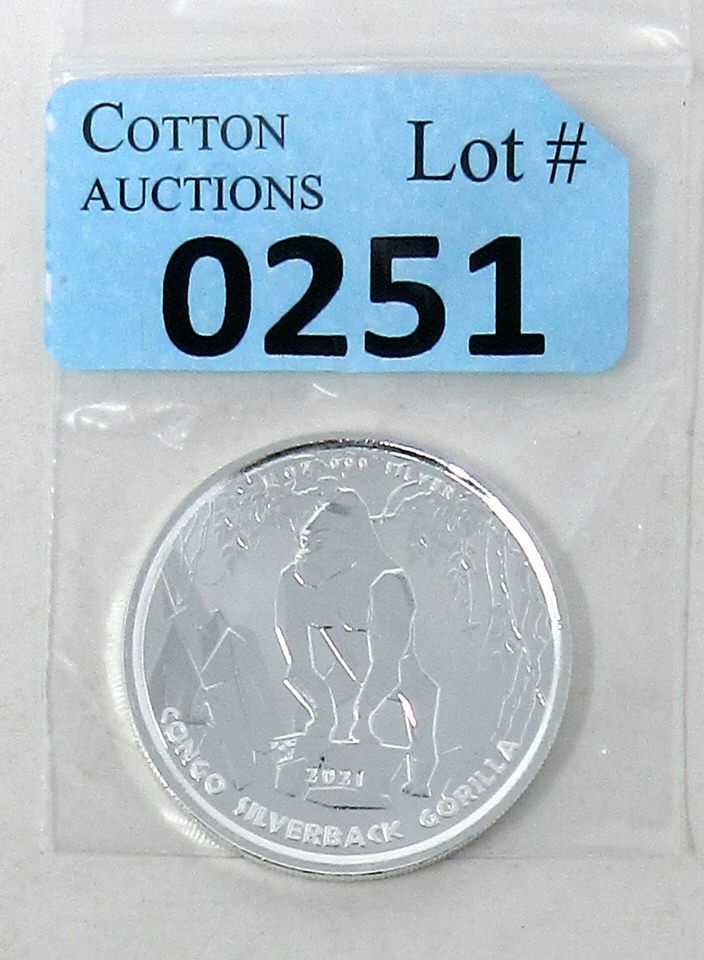 COTTON
AUCTIONS
Lot #
0251
1 OZ 999 SILVER
2021
CONGO SILVERBACK GORILLA